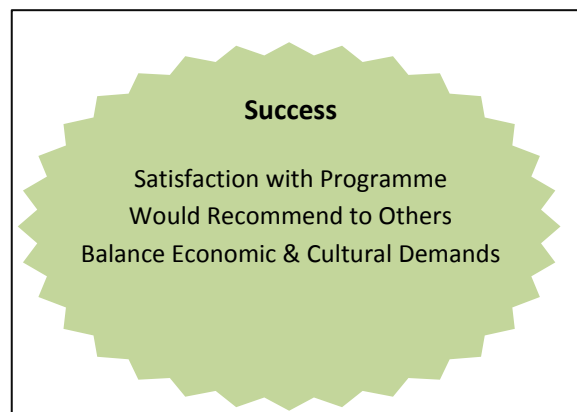 Success
Satisfaction with Programme
Would Recommend to Others
Balance Economic & Cultural Demands